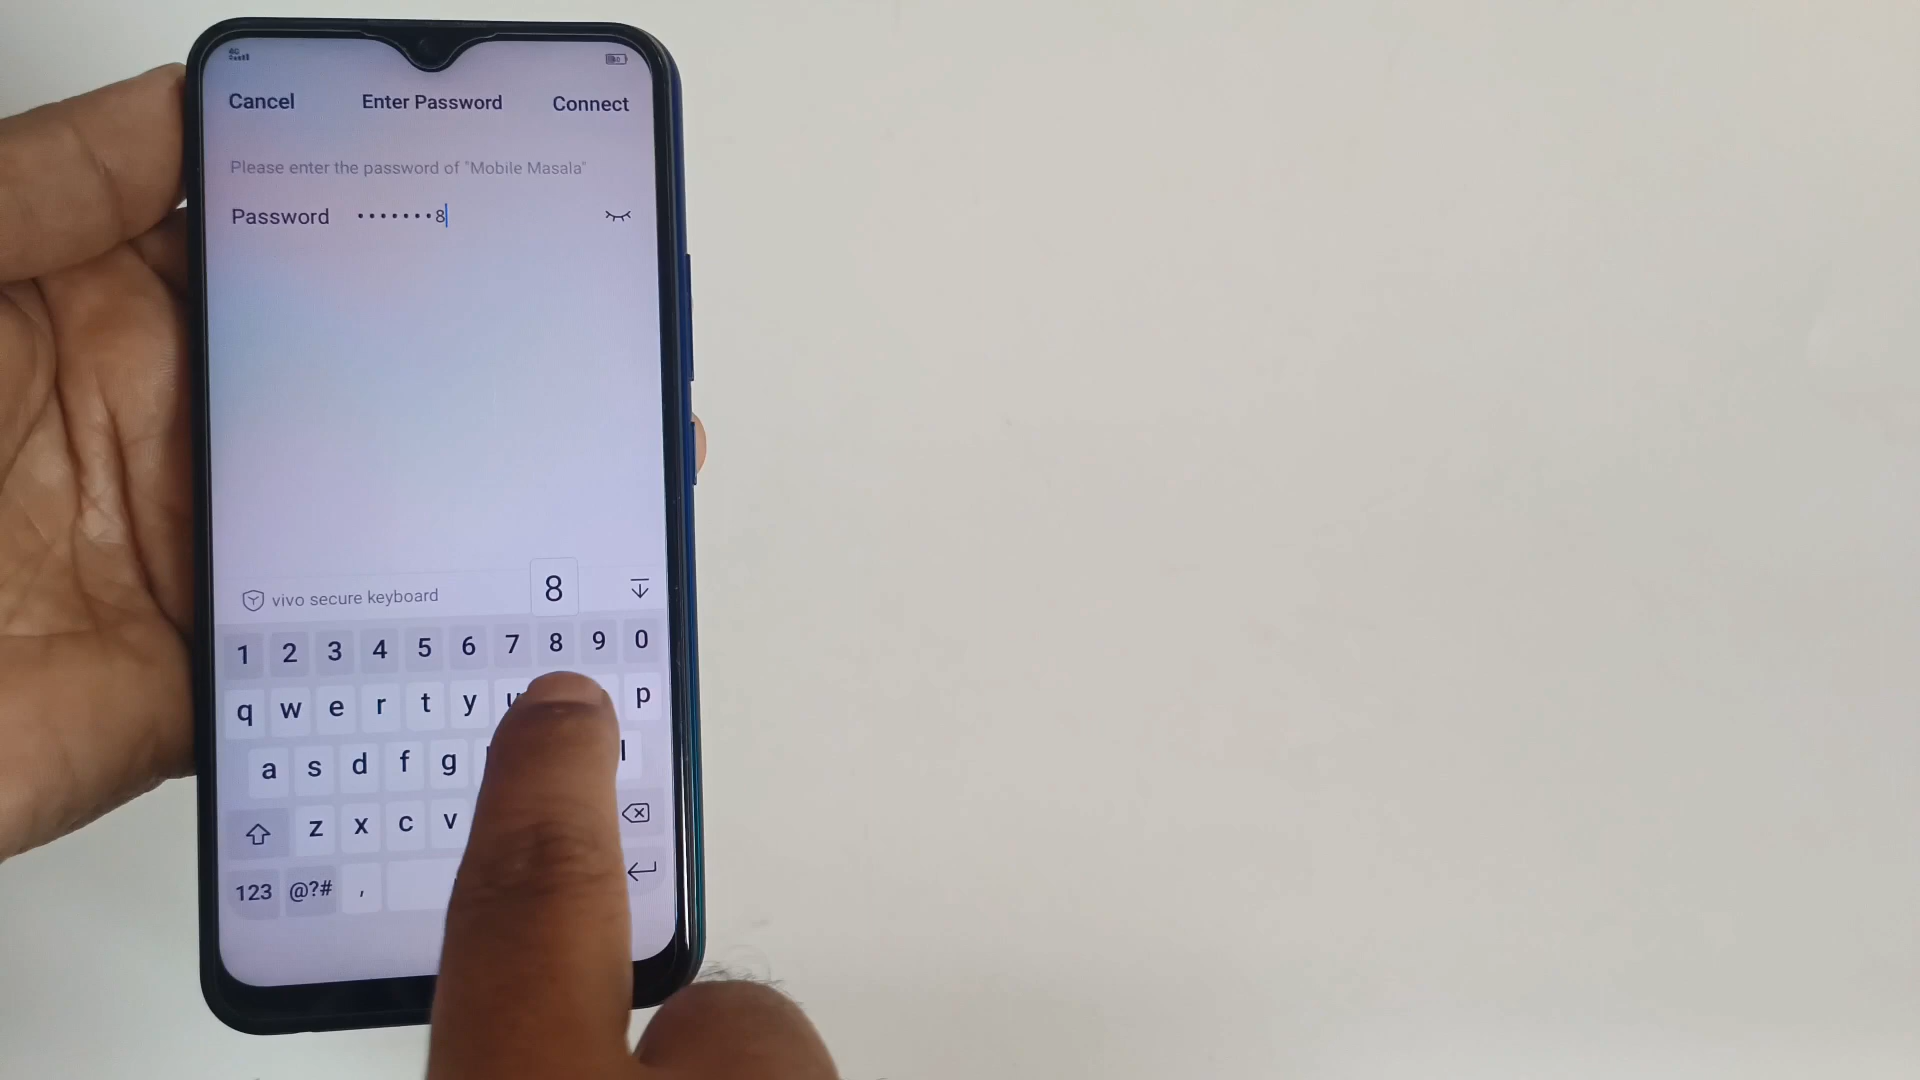 4G
Cancel Enter Password Connect
Please enter the password of "Mobile Masala"
Password •••••••8
vivo secure keyboard 8
1 2 3 4 5 6 7 8 9 0
q w e r t y u p
a s d f g l
z x c v
123 @?# ,